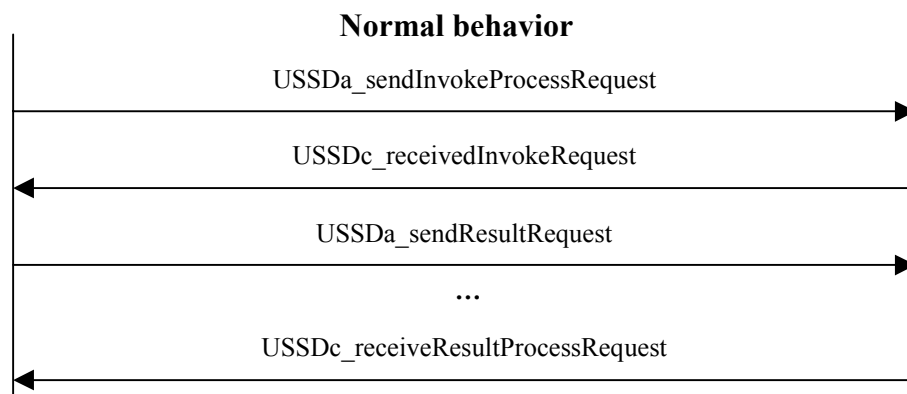 Normal behavior
USSDa_sendInvokeProcessRequest
USSDc_receivedInvokeRequest
USSDa_sendResultRequest
...
USSDc_receiveResultProcessRequest